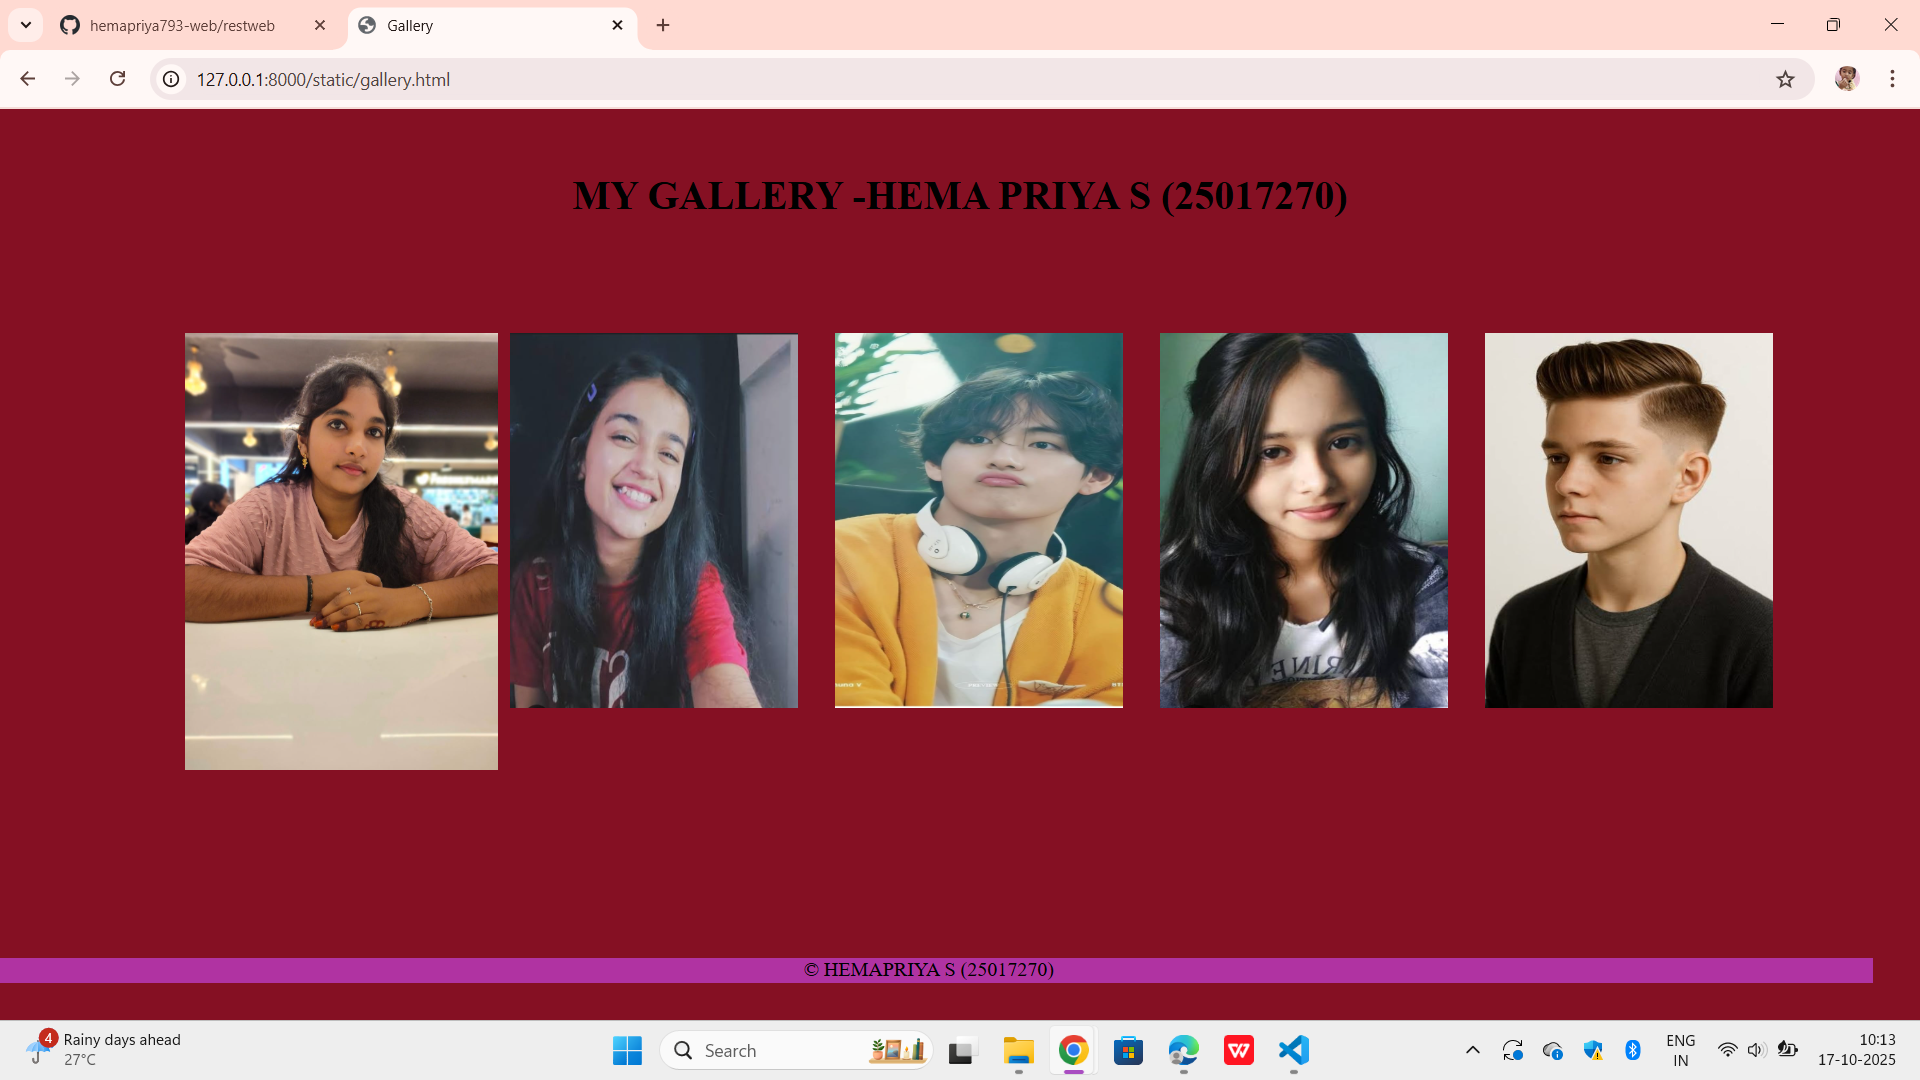 hemapriya793-web/restweb
Gallery
127.0.0.1:8000/static/gallery.html
MY GALLERY -HEMA PRIYA S (25017270)
© HEMAPRIYA S (25017270)
4
Rainy days ahead
27°C
Search
ENG
IN
10:13
17-10-2025